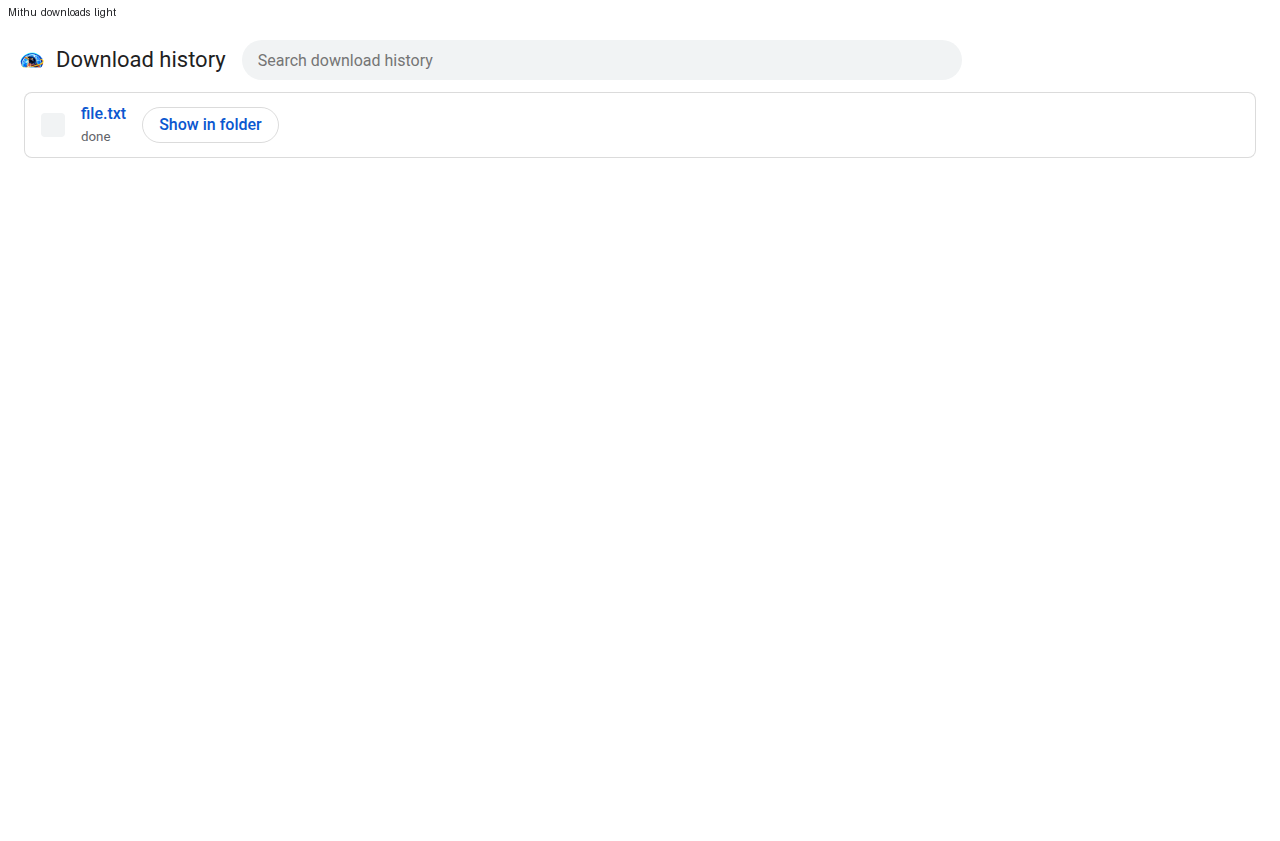 Mithu downloads light
Download history
Search download history
file.txt
done
Show in folder